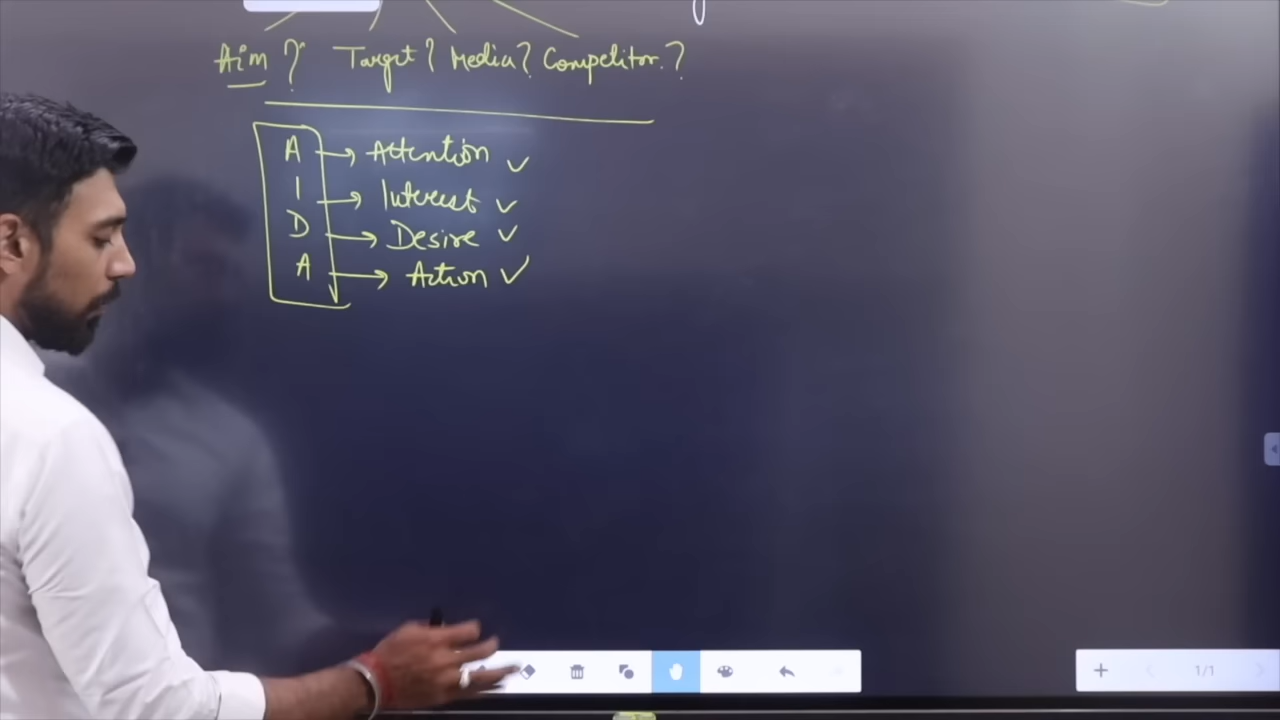 Aim ? Target ? Media ? Competitor. ?
A → Attention ✓
I → Interest ✓
D → Desire ✓
A → Action ✓
1/1